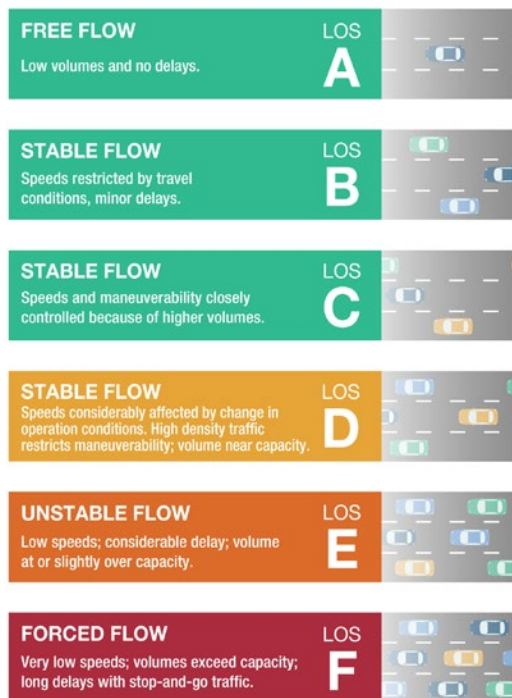 FREE FLOW
LOS
A
Low volumes and no delays.
STABLE FLOW
LOS
B
Speeds restricted by travel
conditions, minor delays.
STABLE FLOW
LOS
C
Speeds and maneuverability closely
controlled because of higher volumes.
STABLE FLOW
LOS
D
Speeds considerably affected by change in
operation conditions. High density traffic
restricts maneuverability; volume near capacity.
UNSTABLE FLOW
LOS
E
Low speeds; considerable delay; volume
at or slightly over capacity.
FORCED FLOW
LOS
F
Very low speeds; volumes exceed capacity;
long delays with stop-and-go traffic.